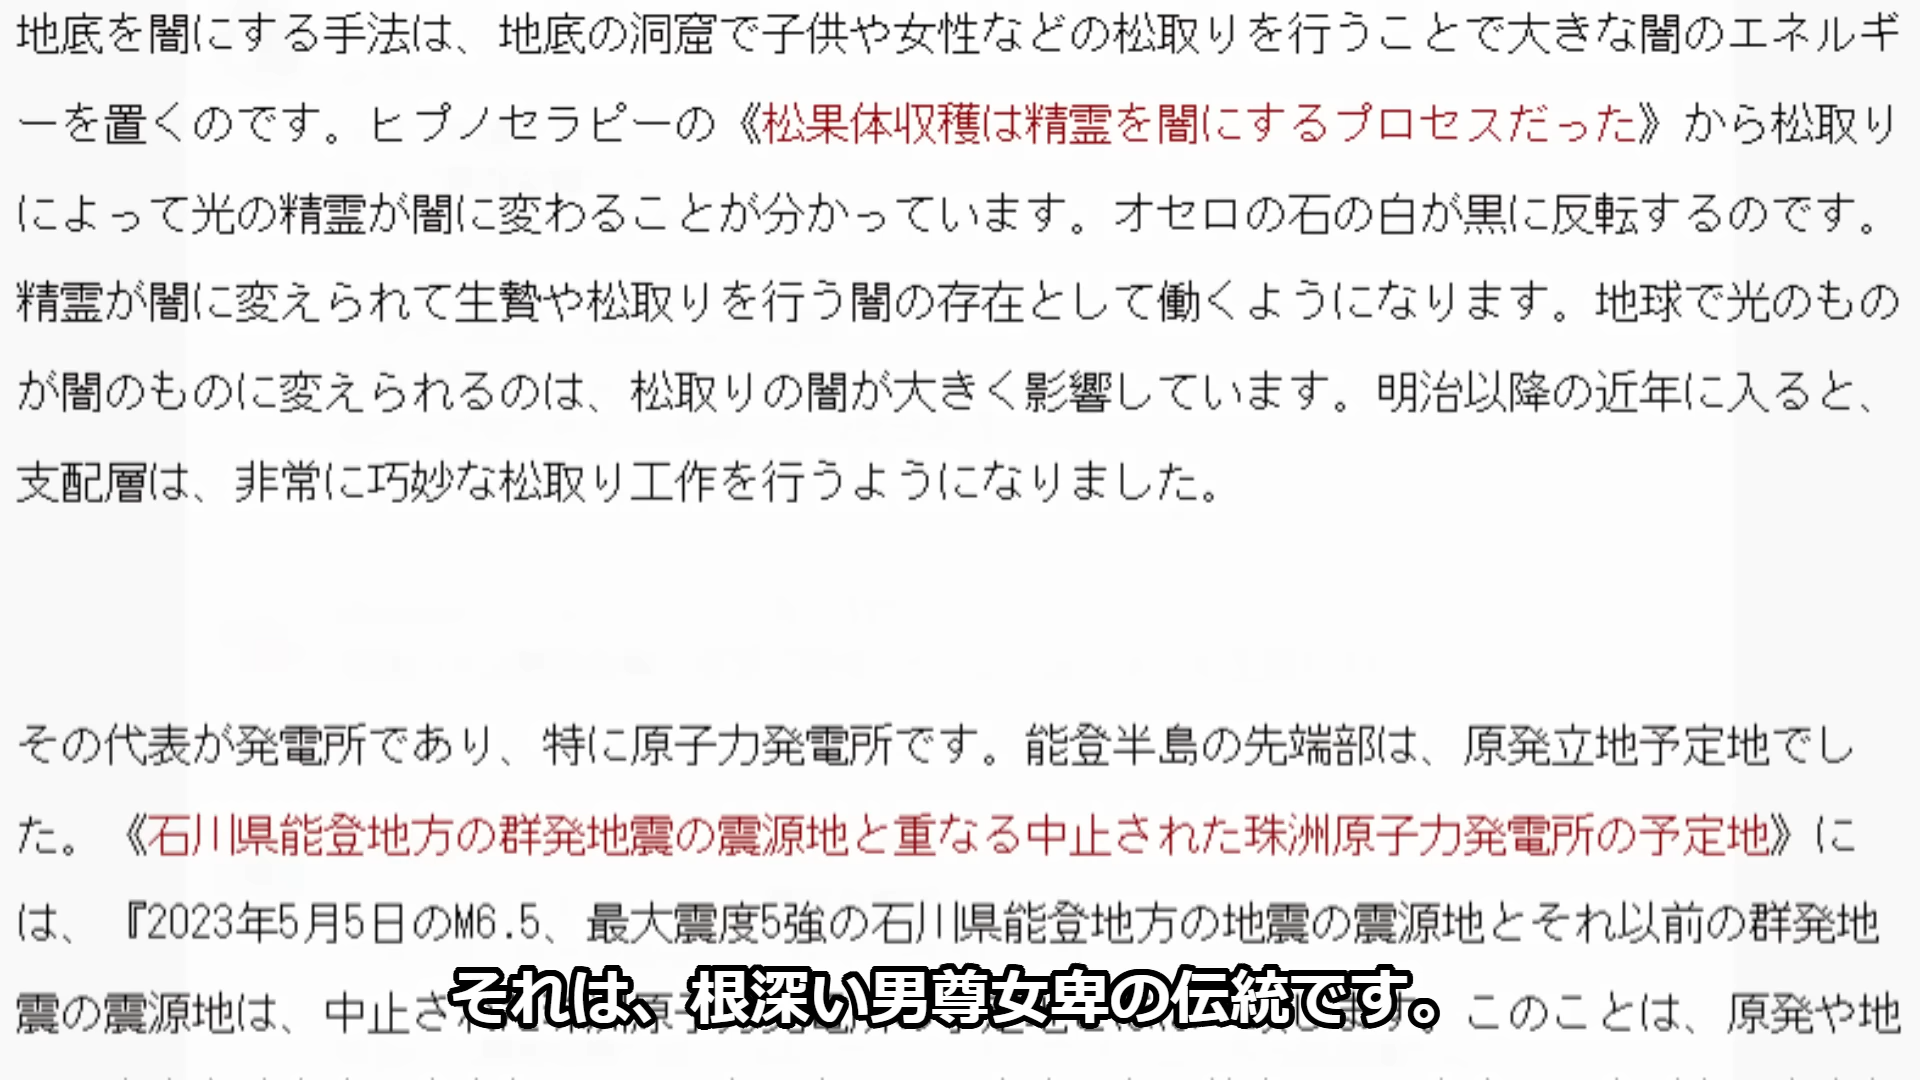 地底を闇にする手法は、地底の洞窟で子供や女性などの松取りを行うことで大きな闇のエネルギ
ーを置くのです。ヒプノセラピーの《松果体収穫は精霊を闇にするプロセスだった》から松取り
によって光の精霊が闇に変わることが分かっています。オセロの石の白が黒に反転するのです。
精霊が闇に変えられて生贄や松取りを行う闇の存在として働くようになります。地球で光のもの
が闇のものに変えられるのは、松取りの闇が大きく影響しています。明治以降の近年に入ると、
支配層は、非常に巧妙な松取り工作を行うようになりました。
その代表が発電所であり、特に原子力発電所です。能登半島の先端部は、原発立地予定地でし
た。《石川県能登地方の群発地震の震源地と重なる中止された珠洲原子力発電所の予定地》に
は、『2023年5月5日のM6.5、最大震度5強の石川県能登地方の地震の震源地とそれ以前の群発地
震の震源地は、中止さ
このことは、原発や地
それは、根深い男尊女卑の伝統です。